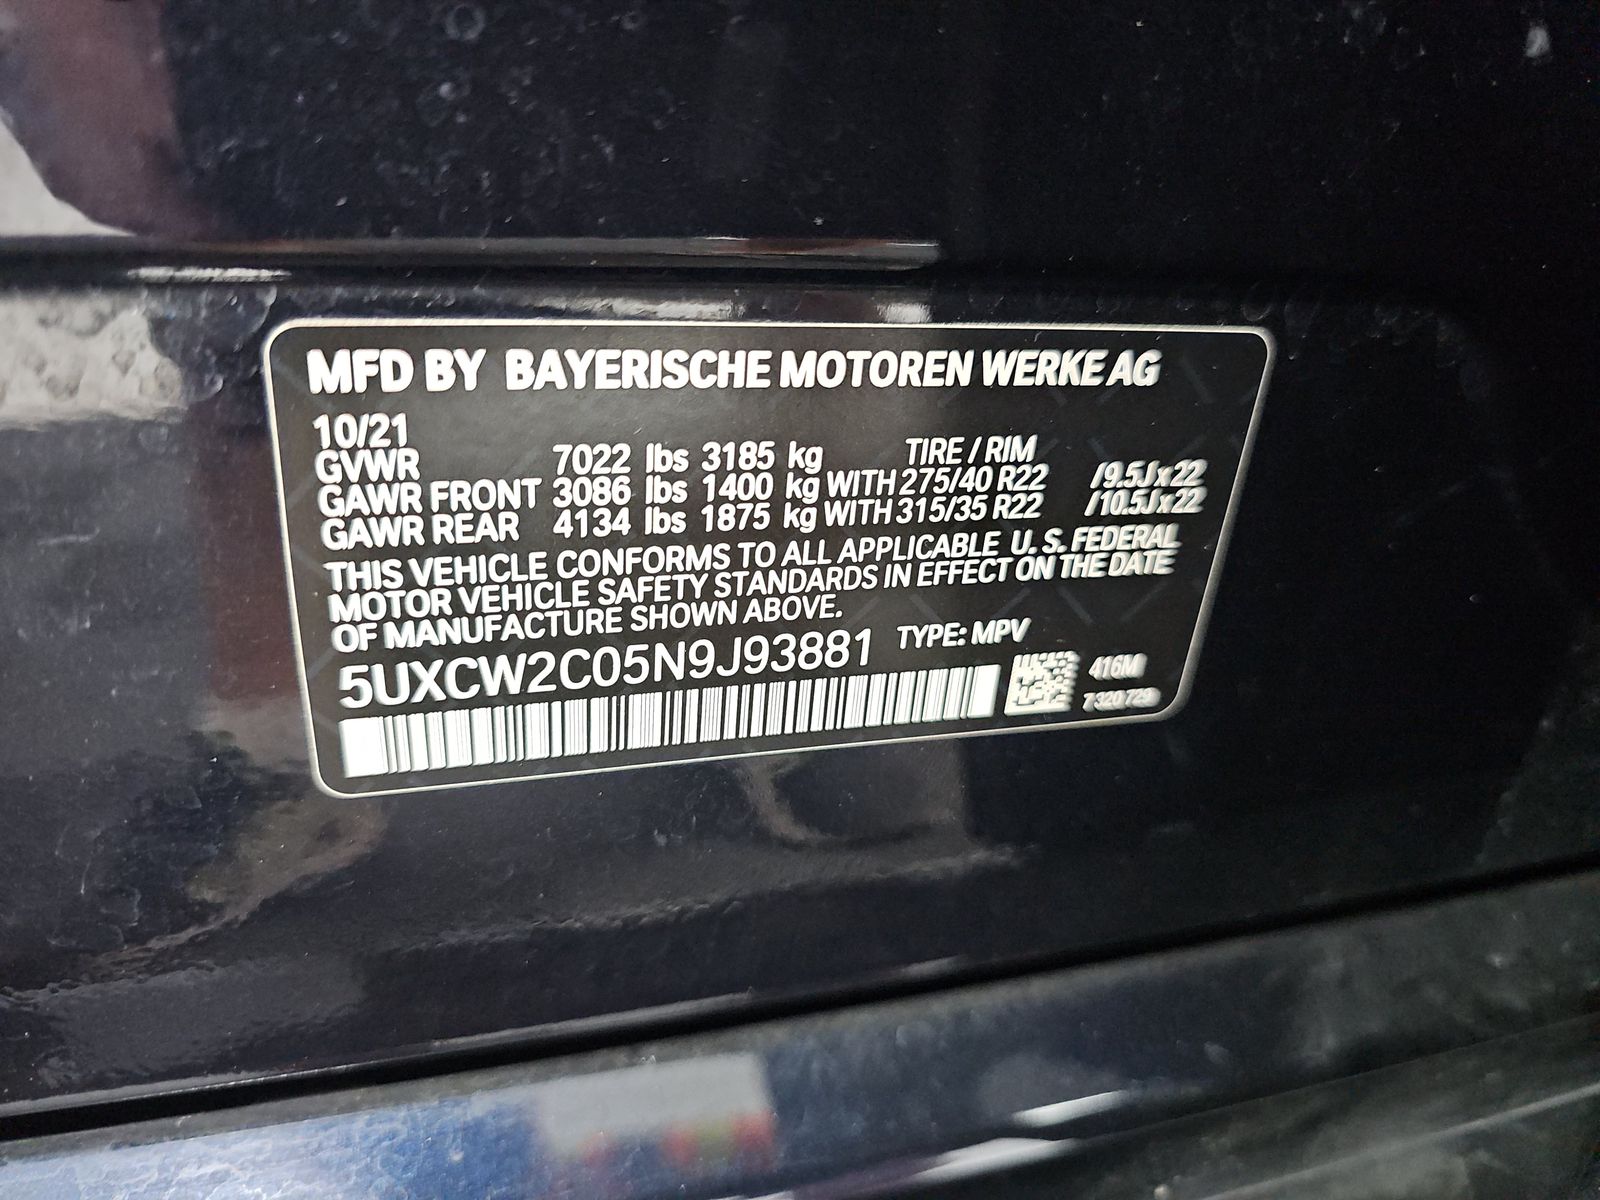 MFD BY BAYERISCHE MOTOREN WERKE AG
10/21
GVWR 7022 lbs 3185 kg TIRE / RIM
GAWR FRONT 3086 lbs 1400 kg WITH 275/40 R22 /9.5Jx22
GAWR REAR 4134 lbs 1875 kg WITH 315/35 R22 /10.5Jx22
THIS VEHICLE CONFORMS TO ALL APPLICABLE U. S. FEDERAL
MOTOR VEHICLE SAFETY STANDARDS IN EFFECT ON THE DATE
OF MANUFACTURE SHOWN ABOVE.
5UXCW2C05N9J93881 TYPE: MPV
416M